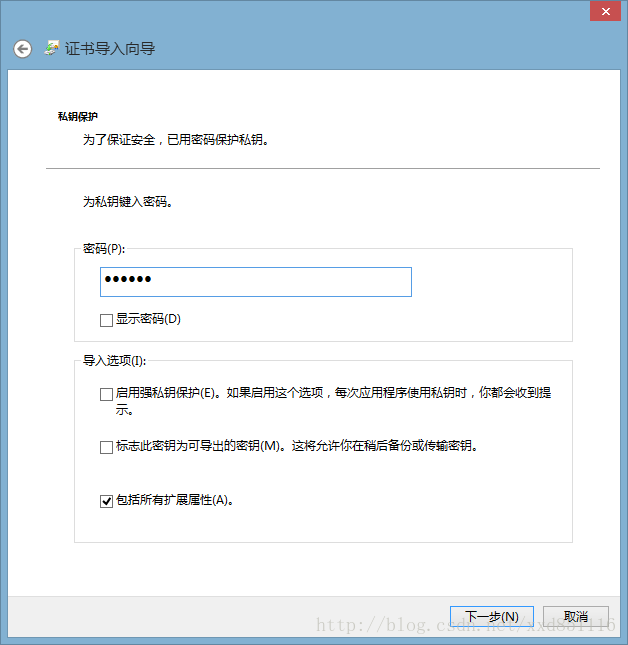 证书导入向导
私钥保护
为了保证安全，已用密码保护私钥。
为私钥键入密码。
密码(P):
••••••
显示密码(D)
导入选项(I):
启用强私钥保护(E)。如果启用这个选项，每次应用程序使用私钥时，你都会收到提
示。
标志此密钥为可导出的密钥(M)。这将允许你在稍后备份或传输密钥。
包括所有扩展属性(A)。
下一步(N)
取消